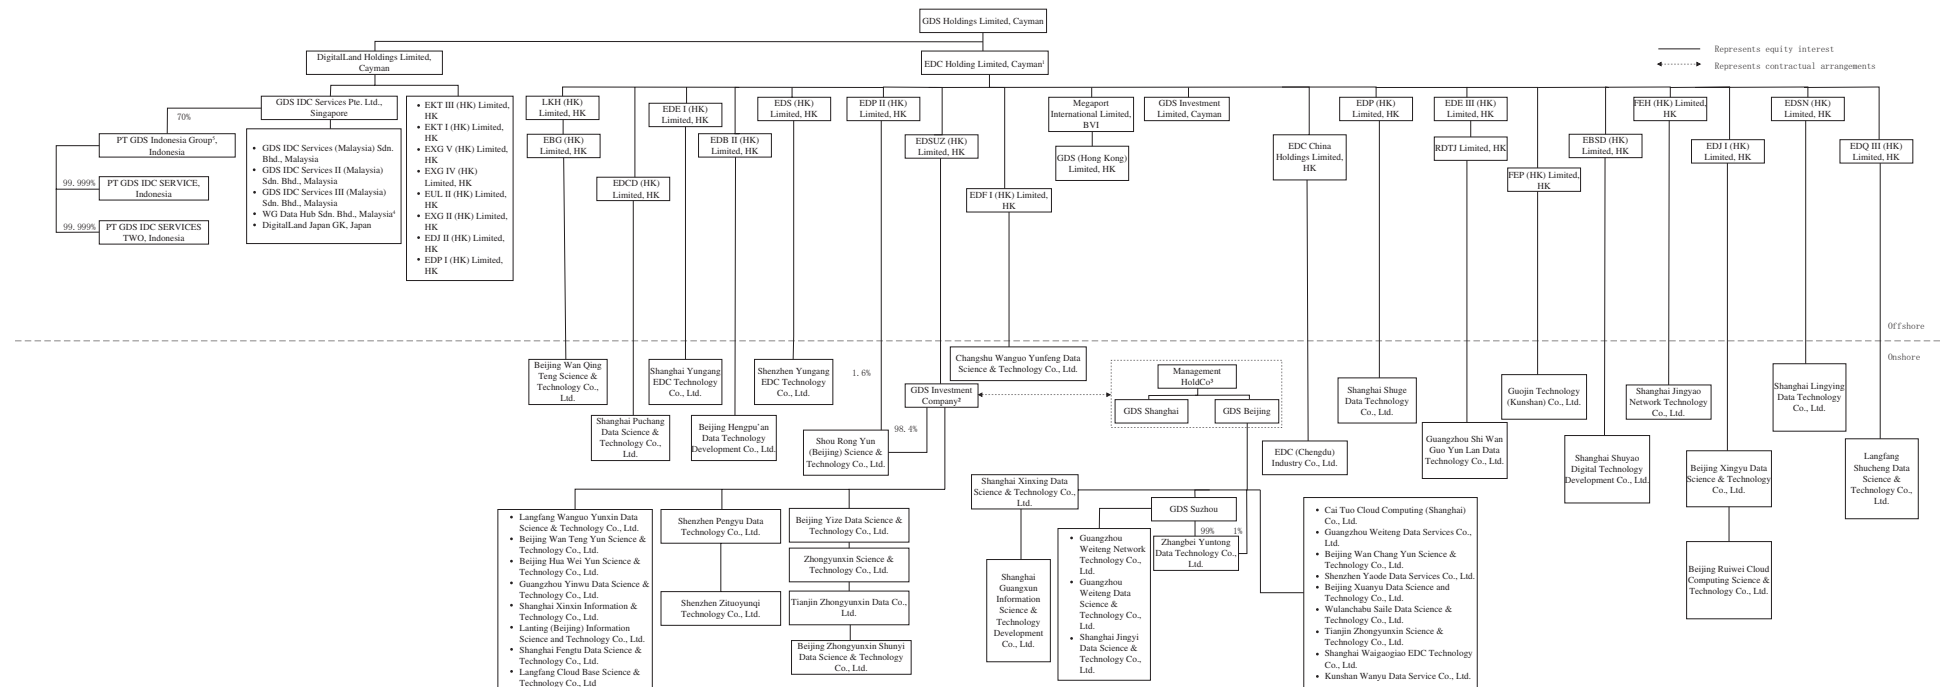 GDS Holdings Limited, Cayman
DigitalLand Holdings Limited,
Cayman
EDC Holding Limited, Cayman¹
Represents equity interest
Represents contractual arrangements
GDS IDC Services Pte. Ltd.,
Singapore
70%
PT GDS Indonesia Group⁵,
Indonesia
99.999%
PT GDS IDC SERVICE,
Indonesia
99.999%
PT GDS IDC SERVICES
TWO, Indonesia
• GDS IDC Services (Malaysia) Sdn.
Bhd., Malaysia
• GDS IDC Services II (Malaysia)
Sdn. Bhd., Malaysia
• GDS IDC Services III (Malaysia)
Sdn. Bhd., Malaysia
• WG Data Hub Sdn. Bhd., Malaysia⁴
• DigitalLand Japan GK, Japan
• EKT III (HK) Limited,
HK
• EKT I (HK) Limited,
HK
• EXG V (HK) Limited,
HK
• EXG IV (HK)
Limited, HK
• EUL II (HK) Limited,
HK
• EXG II (HK) Limited,
HK
• EDJ II (HK) Limited,
HK
• EDP I (HK) Limited,
HK
LKH (HK)
Limited, HK
EBG (HK)
Limited, HK
EDCD (HK)
Limited, HK
EDE I (HK)
Limited, HK
EDB II (HK)
Limited, HK
EDS (HK)
Limited, HK
EDP II (HK)
Limited, HK
EDSUZ (HK)
Limited, HK
EDF I (HK) Limited,
HK
Megaport
International Limited,
BVI
GDS (Hong Kong)
Limited, HK
GDS Investment
Limited, Cayman
EDC China
Holdings Limited,
HK
EDP (HK)
Limited, HK
EDE III (HK)
Limited, HK
RDTJ Limited, HK
FEP (HK) Limited,
HK
EBSD (HK)
Limited, HK
FEH (HK) Limited,
HK
EDJ I (HK)
Limited, HK
EDSN (HK)
Limited, HK
EDQ III (HK)
Limited, HK
Offshore
Onshore
Beijing Wan Qing
Teng Science &
Technology Co.,
Ltd.
Shanghai Puchang
Data Science &
Technology Co.,
Ltd.
Shanghai Yungang
EDC Technology
Co., Ltd.
Beijing Hengpu'an
Data Technology
Development Co., Ltd.
Shenzhen Yungang
EDC Technology
Co., Ltd.
1.6%
Shou Rong Yun
(Beijing) Science &
Technology Co., Ltd.
98.4%
GDS Investment
Company²
Changshu Wanguo Yunfeng Data
Science & Technology Co., Ltd.
Management
HoldCo³
GDS Shanghai
GDS Beijing
EDC (Chengdu)
Industry Co., Ltd.
Shanghai Shuge
Data Technology
Co., Ltd.
Guangzhou Shi Wan
Guo Yun Lan Data
Technology Co., Ltd.
Guojin Technology
(Kunshan) Co., Ltd.
Shanghai Shuyao
Digital Technology
Development Co., Ltd.
Shanghai Jingyao
Network Technology
Co., Ltd.
Beijing Xingyu Data
Science & Technology
Co., Ltd.
Beijing Ruiwei Cloud
Computing Science &
Technology Co., Ltd.
Shanghai Lingying
Data Technology
Co., Ltd.
Langfang
Shucheng Data
Science &
Technology Co.,
Ltd.
• Langfang Wanguo Yunxin Data
Science & Technology Co., Ltd.
• Beijing Wan Teng Yun Science &
Technology Co., Ltd.
• Beijing Hua Wei Yun Science &
Technology Co., Ltd.
• Guangzhou Yinwu Data Science &
Technology Co., Ltd.
• Shanghai Xinxin Information &
Technology Co., Ltd.
• Lanting (Beijing) Information
Science and Technology Co., Ltd.
• Shanghai Fengtu Data Science &
Technology Co., Ltd.
• Langfang Cloud Base Science &
Technology Co., Ltd
Shenzhen Pengyu Data
Technology Co., Ltd.
Shenzhen Zituoyunqi
Technology Co., Ltd.
Beijing Yize Data Science &
Technology Co., Ltd.
Zhongyunxin Science &
Technology Co., Ltd.
Tianjin Zhongyunxin Data Co.,
Ltd.
Beijing Zhongyunxin Shunyi
Data Science & Technology
Co., Ltd.
Shanghai Xinxing Data
Science & Technology Co.,
Ltd.
Shanghai
Guangxun
Information
Science &
Technology
Development
Co., Ltd.
GDS Suzhou
99%
1%
Zhangbei Yuntong
Data Technology Co.,
Ltd.
• Guangzhou
Weiteng Network
Technology Co.,
Ltd.
• Guangzhou
Weiteng Data
Science &
Technology Co.,
Ltd.
• Shanghai Jingyi
Data Science &
Technology Co.,
Ltd.
• Cai Tuo Cloud Computing (Shanghai)
Co., Ltd.
• Guangzhou Weiteng Data Services Co.,
Ltd.
• Beijing Wan Chang Yun Science &
Technology Co., Ltd.
• Shenzhen Yaode Data Services Co., Ltd.
• Beijing Xuanyu Data Science and
Technology Co., Ltd.
• Wulanchabu Saile Data Science &
Technology Co., Ltd.
• Tianjin Zhongyunxin Science &
Technology Co., Ltd.
• Shanghai Waigaogiao EDC Technology
Co., Ltd.
• Kunshan Wanyu Data Service Co., Ltd.